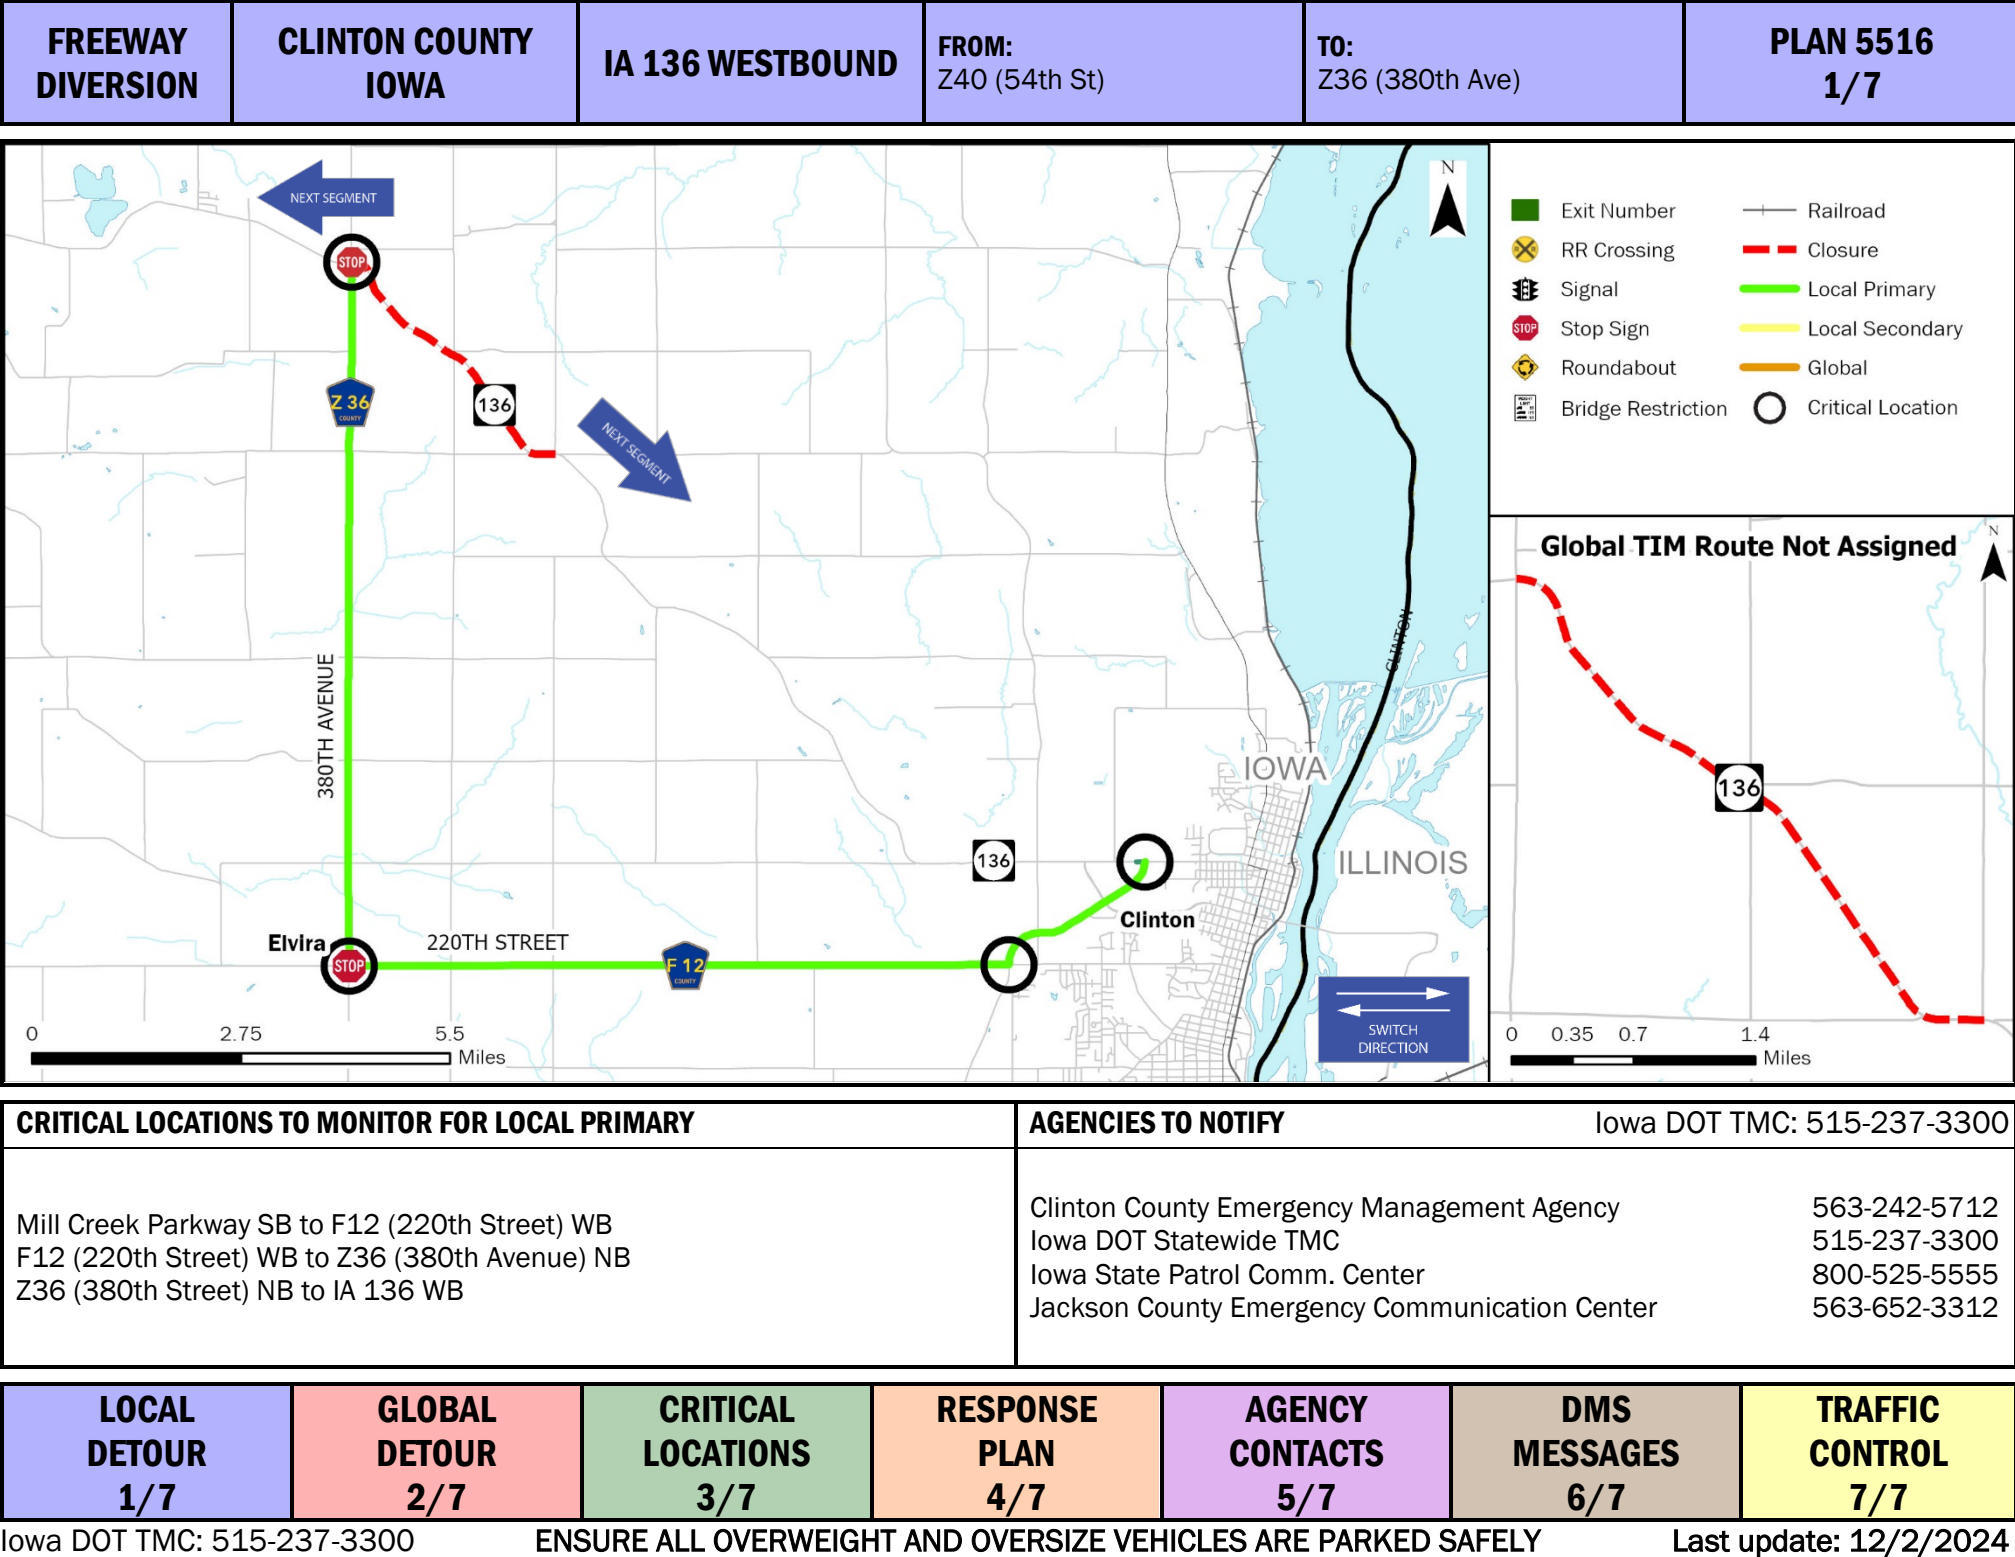 FREEWAY
DIVERSION
CLINTON COUNTY
IOWA
IA 136 WESTBOUND
FROM:
Z40 (54th St)
TO:
Z36 (380th Ave)
PLAN 5516
1/7
NEXT SEGMENT
STOP
Z 36
COUNTY
136
NEXT SEGMENT
N
CLINTON
380TH AVENUE
IOWA
ILLINOIS
136
Clinton
Elvira
STOP
220TH STREET
F 12
COUNTY
SWITCH
DIRECTION
0 2.75 5.5
Miles
Exit Number
RR Crossing
Signal
STOP Stop Sign
Roundabout
Bridge Restriction
Railroad
Closure
Local Primary
Local Secondary
Global
Critical Location
Global TIM Route Not Assigned
N
136
0 0.35 0.7 1.4
Miles
CRITICAL LOCATIONS TO MONITOR FOR LOCAL PRIMARY
Mill Creek Parkway SB to F12 (220th Street) WB
F12 (220th Street) WB to Z36 (380th Avenue) NB
Z36 (380th Street) NB to IA 136 WB
AGENCIES TO NOTIFY Iowa DOT TMC: 515-237-3300
Clinton County Emergency Management Agency 563-242-5712
Iowa DOT Statewide TMC 515-237-3300
Iowa State Patrol Comm. Center 800-525-5555
Jackson County Emergency Communication Center 563-652-3312
LOCAL
DETOUR
1/7
GLOBAL
DETOUR
2/7
CRITICAL
LOCATIONS
3/7
RESPONSE
PLAN
4/7
AGENCY
CONTACTS
5/7
DMS
MESSAGES
6/7
TRAFFIC
CONTROL
7/7
Iowa DOT TMC: 515-237-3300 ENSURE ALL OVERWEIGHT AND OVERSIZE VEHICLES ARE PARKED SAFELY Last update: 12/2/2024